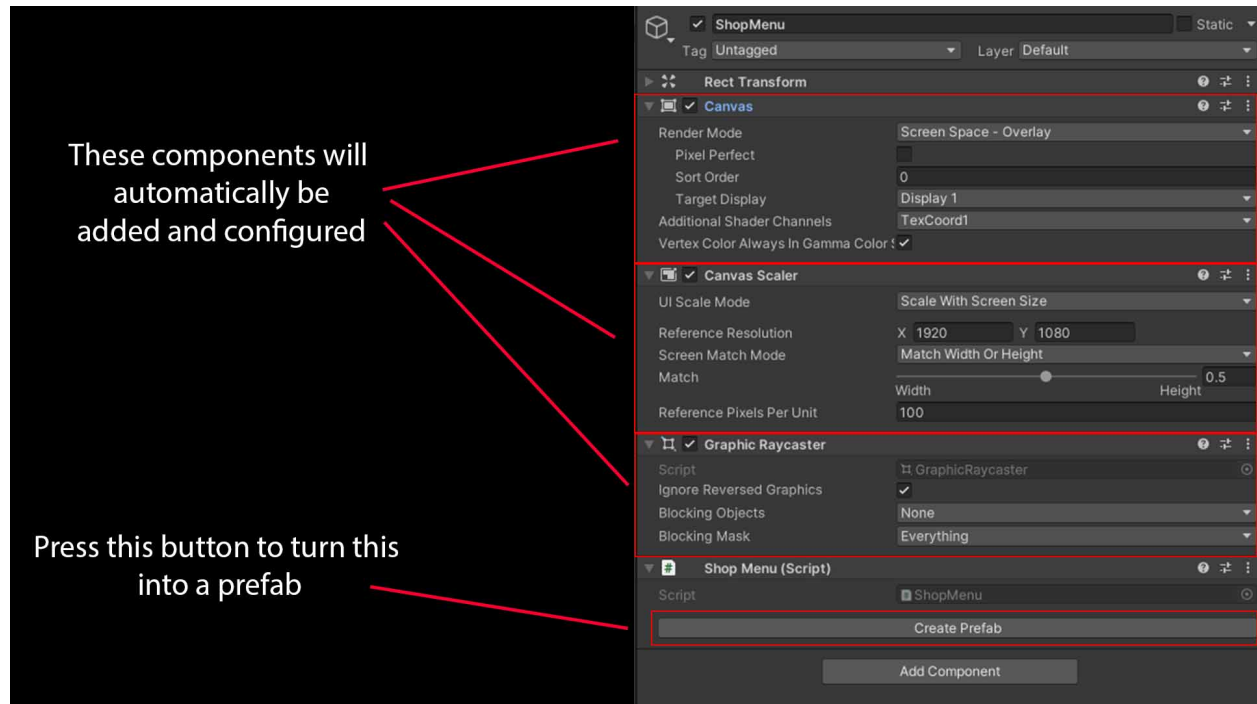 These components will
automatically be
added and configured
Press this button to turn this
into a prefab
ShopMenu
Static
Tag Untagged Layer Default
Rect Transform
Canvas
Render Mode Screen Space - Overlay
Pixel Perfect
Sort Order 0
Target Display Display 1
Additional Shader Channels TexCoord1
Vertex Color Always In Gamma Color
Canvas Scaler
UI Scale Mode Scale With Screen Size
Reference Resolution X 1920 Y 1080
Screen Match Mode Match Width Or Height
Match 0.5
Width Height
Reference Pixels Per Unit 100
Graphic Raycaster
Script GraphicRaycaster
Ignore Reversed Graphics
Blocking Objects None
Blocking Mask Everything
# Shop Menu (Script)
Script ShopMenu
Create Prefab
Add Component